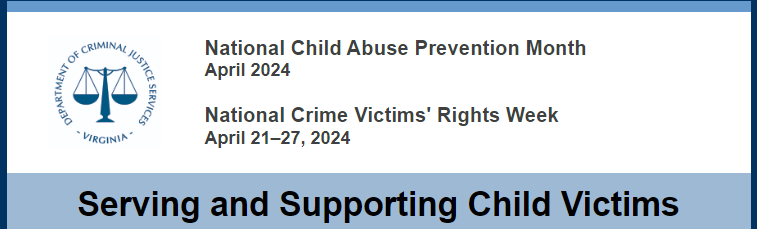 DEPARTMENT OF CRIMINAL JUSTICE SERVICES
- VIRGINIA -
National Child Abuse Prevention Month
April 2024
National Crime Victims' Rights Week
April 21–27, 2024
Serving and Supporting Child Victims